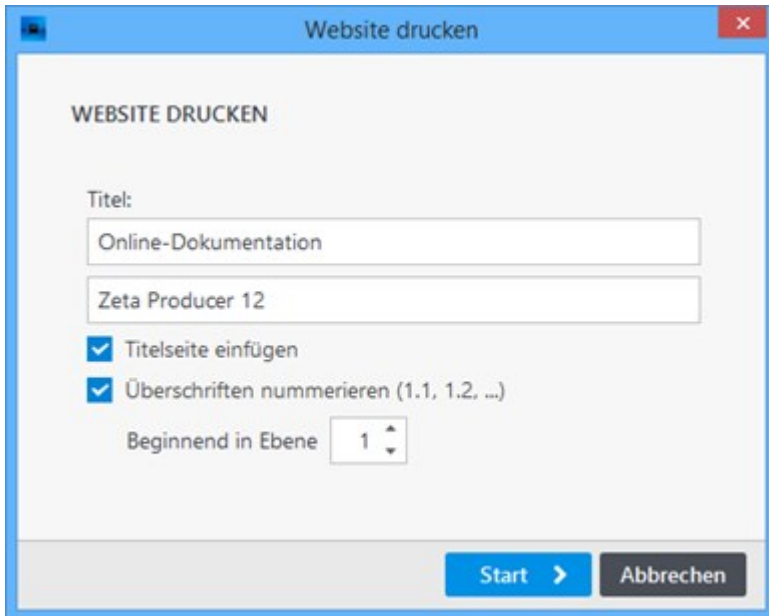 Website drucken
WEBSITE DRUCKEN
Titel:
Online-Dokumentation
Zeta Producer 12
Titelseite einfügen
Überschriften nummerieren (1.1, 1.2, ...)
Beginnend in Ebene 1
Start Abbrechen